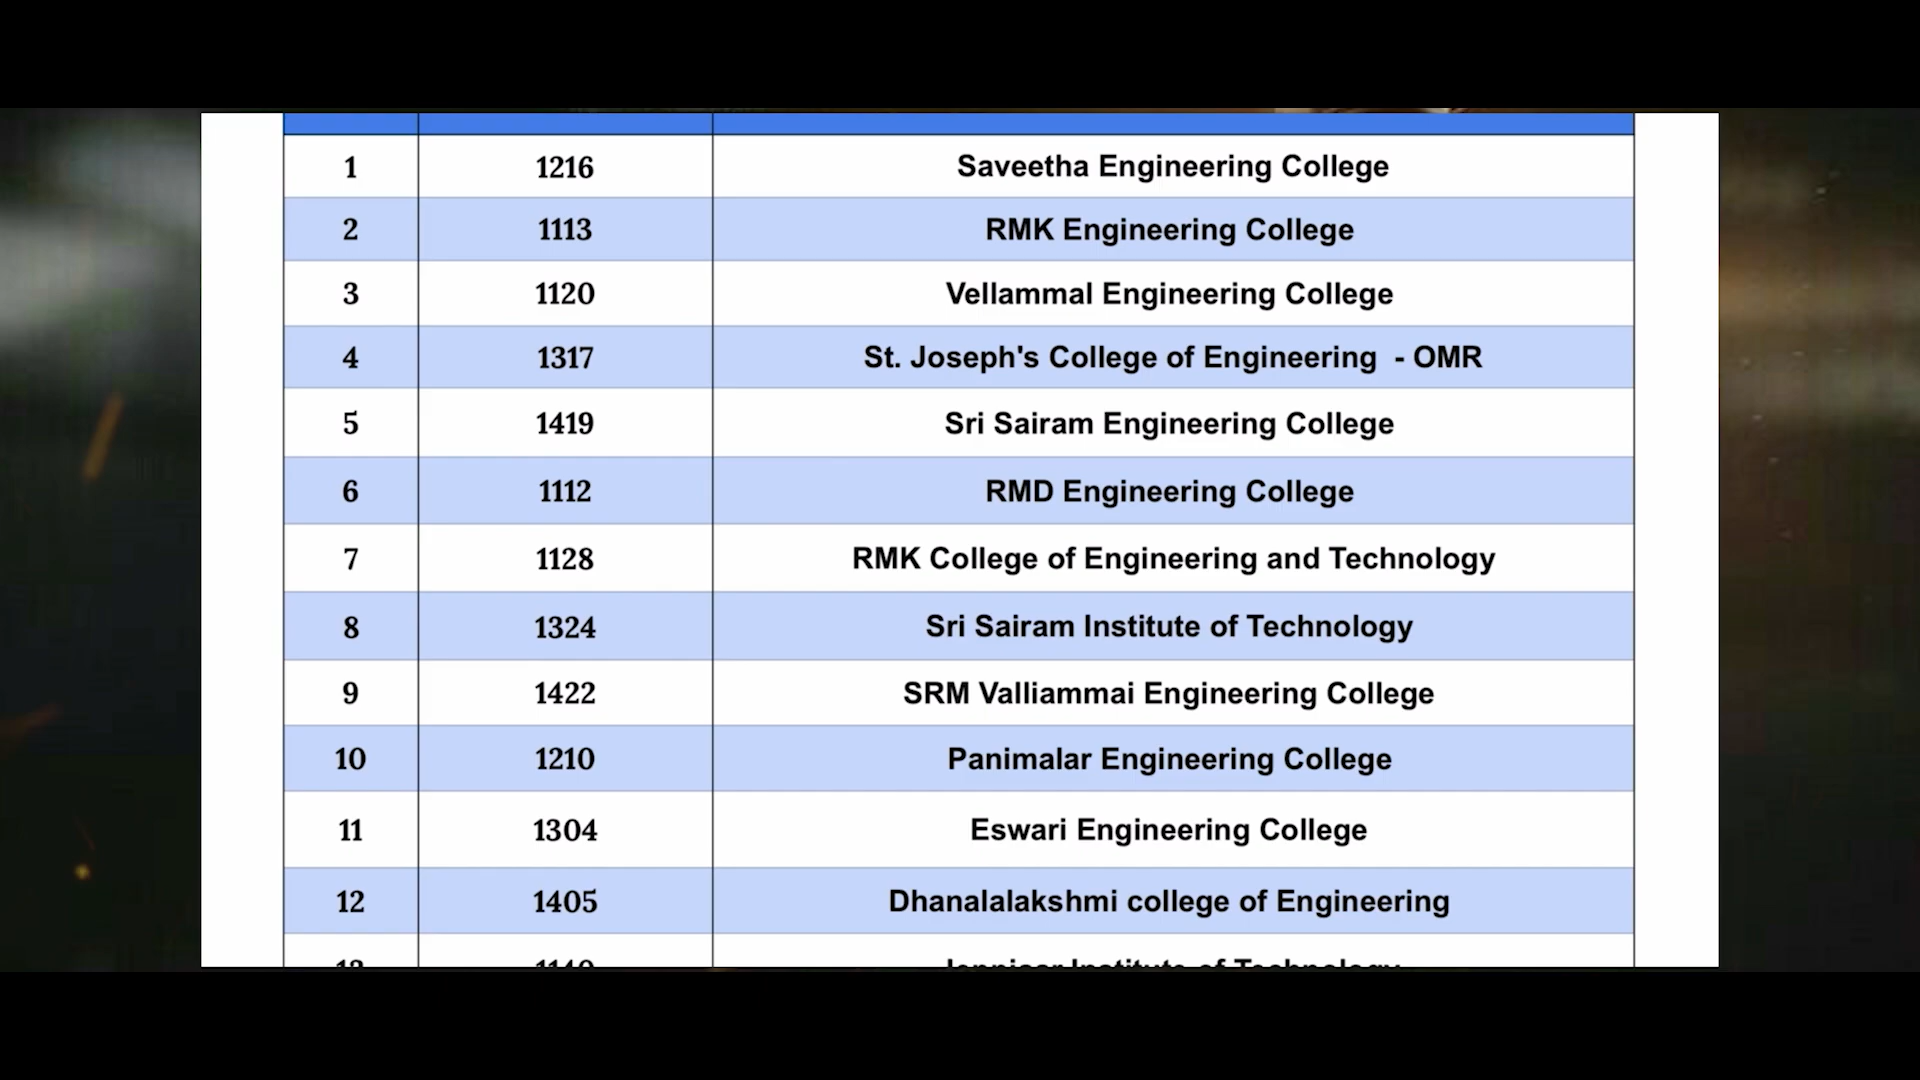 1 1216 Saveetha Engineering College
2 1113 RMK Engineering College
3 1120 Vellammal Engineering College
4 1317 St. Joseph's College of Engineering - OMR
5 1419 Sri Sairam Engineering College
6 1112 RMD Engineering College
7 1128 RMK College of Engineering and Technology
8 1324 Sri Sairam Institute of Technology
9 1422 SRM Valliammai Engineering College
10 1210 Panimalar Engineering College
11 1304 Eswari Engineering College
12 1405 Dhanalalakshmi college of Engineering
Institute of Technology